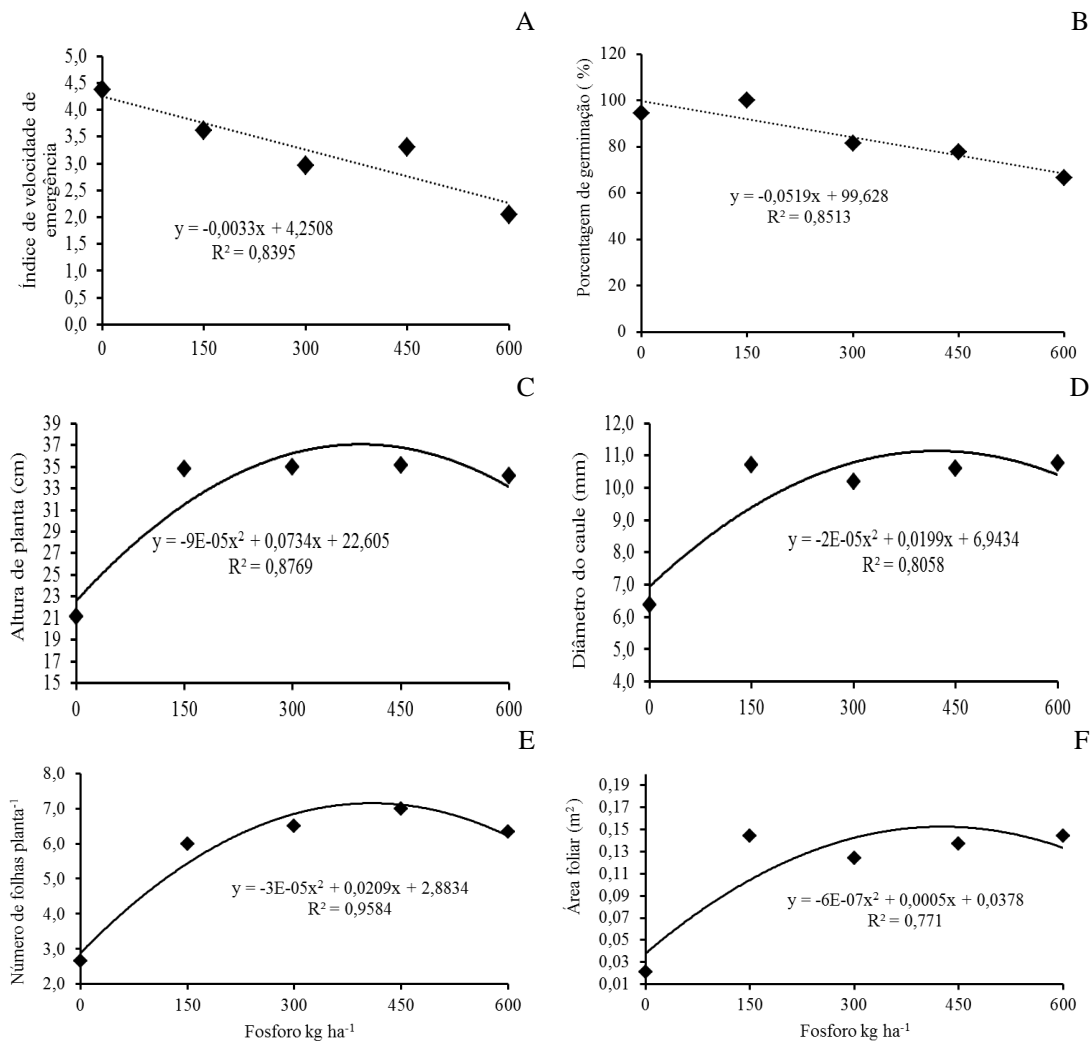 A
Índice de velocidade de
emergência
5,0
4,5
4,0
3,5
3,0
2,5
2,0
1,5
1,0
0,5
0,0
y = -0,0033x + 4,2508
R² = 0,8395
0 150 300 450 600
B
Porcentagem de germinação ( %)
120
100
80
60
40
20
0
y = -0,0519x + 99,628
R² = 0,8513
0 150 300 450 600
C
Altura de planta (cm)
39
37
35
33
31
29
27
25
23
21
19
17
15
y = -9E-05x² + 0,0734x + 22,605
R² = 0,8769
0 150 300 450 600
D
Diâmetro do caule (mm)
12,0
11,0
10,0
9,0
8,0
7,0
6,0
5,0
4,0
y = -2E-05x² + 0,0199x + 6,9434
R² = 0,8058
0 150 300 450 600
E
Número de folhas planta⁻¹
8,0
7,0
6,0
5,0
4,0
3,0
2,0
y = -3E-05x² + 0,0209x + 2,8834
R² = 0,9584
0 150 300 450 600
Fosforo kg ha⁻¹
F
Área foliar (m²)
0,19
0,17
0,15
0,13
0,11
0,09
0,07
0,05
0,03
0,01
y = -6E-07x² + 0,0005x + 0,0378
R² = 0,771
0 150 300 450 600
Fosforo kg ha⁻¹